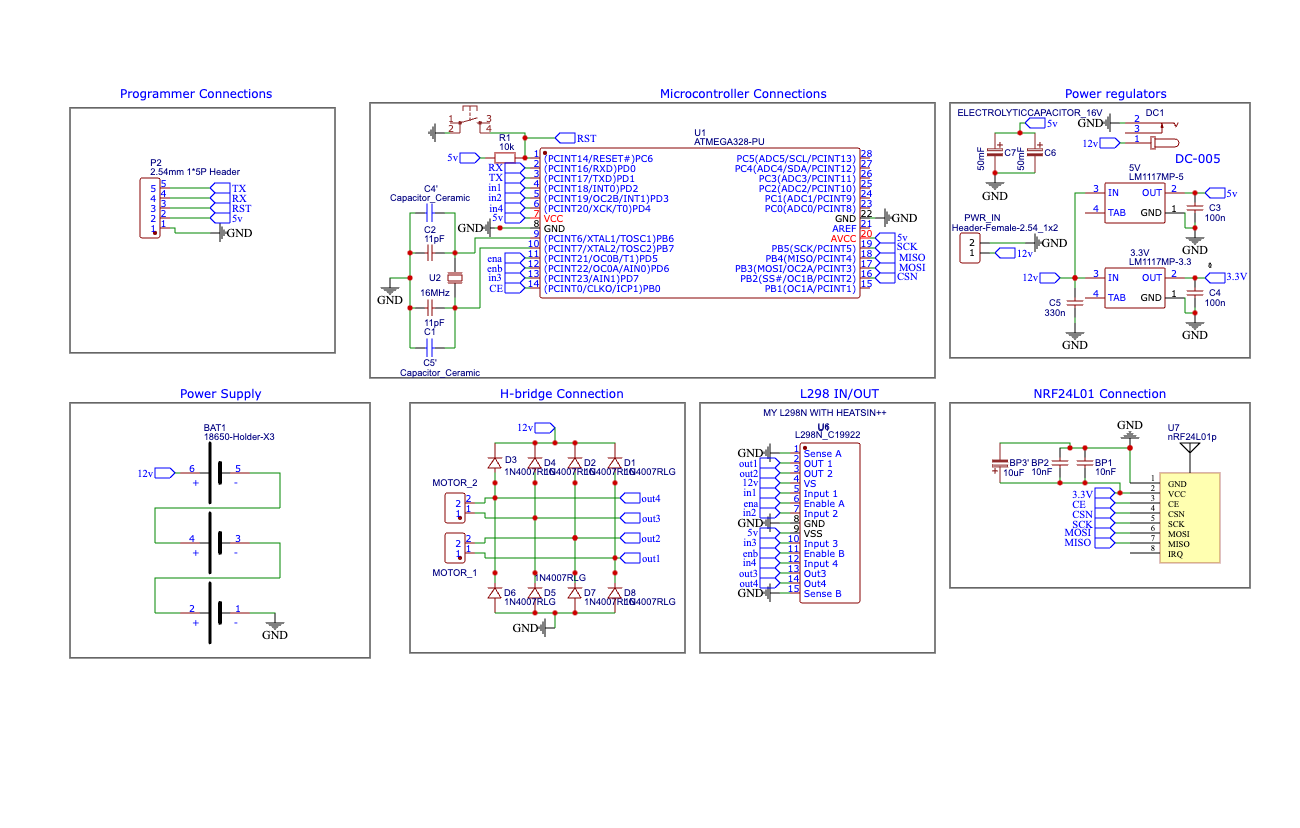 Programmer Connections
P2
2.54mm 1*5P Header
5 5 TX
4 4 RX
3 3 RST
2 2 5v
1 1 GND
Microcontroller Connections
1 3
2 4
R1
10k
RST
5v
U1
ATMEGA328-PU
1 (PCINT14/RESET#)PC6
RX 2 (PCINT16/RXD)PD0
TX 3 (PCINT17/TXD)PD1
in1 4 (PCINT18/INT0)PD2
in2 5 (PCINT19/OC2B/INT1)PD3
in4 6 (PCINT20/XCK/T0)PD4
5v 7 VCC
GND 8 GND
9 (PCINT6/XTAL1/TOSC1)PB6
10 (PCINT7/XTAL2/TOSC2)PB7
ena 11 (PCINT21/OC0B/T1)PD5
enb 12 (PCINT22/OC0A/AIN0)PD6
in3 13 (PCINT23/AIN1)PD7
CE 14 (PCINT0/CLKO/ICP1)PB0
PC5(ADC5/SCL/PCINT13) 28
PC4(ADC4/SDA/PCINT12) 27
PC3(ADC3/PCINT11) 26
PC2(ADC2/PCINT10) 25
PC1(ADC1/PCINT9) 24
PC0(ADC0/PCINT8) 23
GND 22 GND
AREF 21
AVCC 20 5v
PB5(SCK/PCINT5) 19 SCK
PB4(MISO/PCINT4) 18 MISO
PB3(MOSI/OC2A/PCINT3) 17 MOSI
PB2(SS#/OC1B/PCINT2) 16 CSN
PB1(OC1A/PCINT1) 15
C4'
Capacitor_Ceramic
C2
11pF
U2
16MHz
GND
11pF
C1
C5'
Capacitor_Ceramic
Power regulators
ELECTROLYTICCAPACITOR_16V
5v
50mF C7
50mF C6
GND
GND
DC1
2
3
1
12v
DC-005
5V
LM1117MP-5
3 IN OUT 2 5v
4 TAB GND 1
C3
100n
GND
PWR_IN
Header-Female-2.54_1x2
2 GND
1 12v
3.3V
LM1117MP-3.3
12v 3 IN OUT 2 3.3V
4 TAB GND 1
C5
330n
GND
C4
100n
GND
Power Supply
BAT1
18650-Holder-X3
12v 6 5
+ -
4 3
+ -
2 1
+ -
GND
H-bridge Connection
12v
D3 D4 D2 D1
1N4007RLG 1N4007RLG 1N4007RLG 1N4007RLG
MOTOR_2
2 2 out4
1 1 out3
2 2 out2
1 1 out1
MOTOR_1
1N4007RLG
D6 D5 D7 D8
1N4007RLG 1N4007RLG 1N4007RLG
GND
L298 IN/OUT
MY L298N WITH HEATSIN++
U6
L298N_C19922
GND 1 Sense A
out1 2 OUT 1
out2 3 OUT 2
12v 4 VS
in1 5 Input 1
ena 6 Enable A
in2 7 Input 2
GND 8 GND
5v 9 VSS
in3 10 Input 3
enb 11 Enable B
in4 12 Input 4
out3 13 Out3
out4 14 Out4
GND 15 Sense B
NRF24L01 Connection
GND
U7
nRF24L01p
BP3' BP2 BP1
10uF 10nF 10nF
1 GND
3.3V 2 VCC
CE 3 CE
CSN 4 CSN
SCK 5 SCK
MOSI 6 MOSI
MISO 7 MISO
8 IRQ